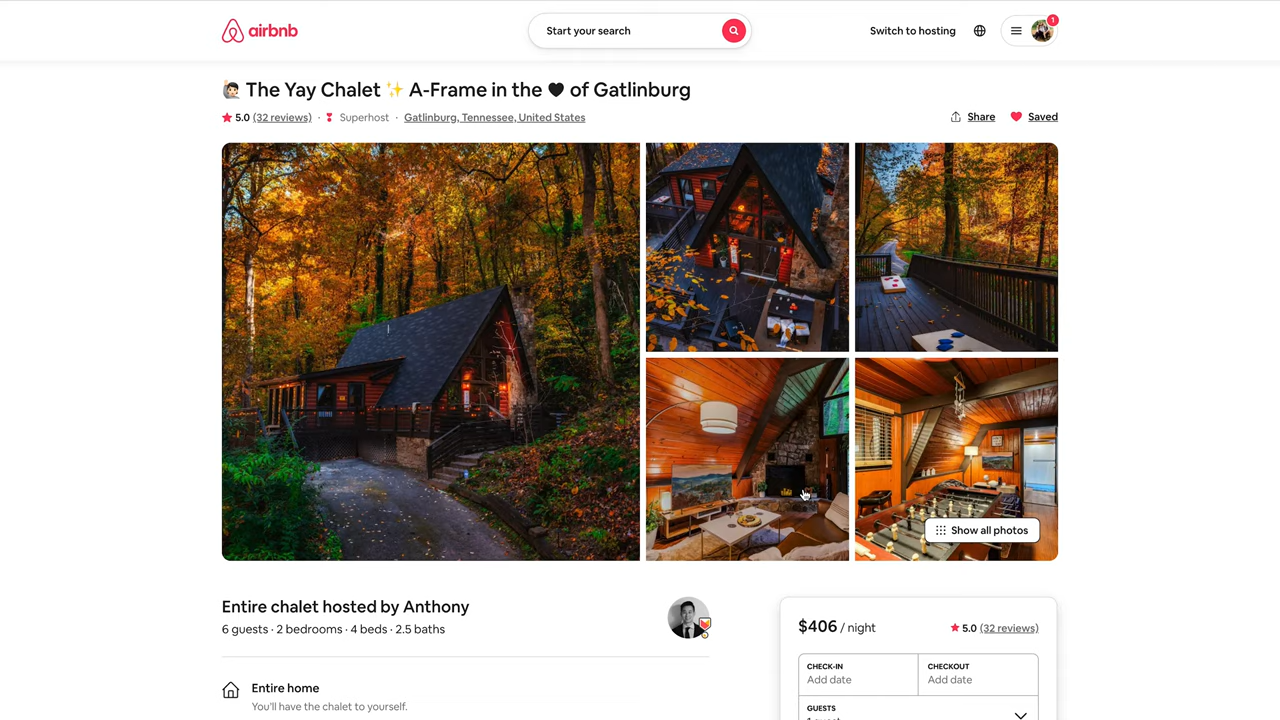 airbnb
Start your search
Switch to hosting
1
🙋🏻 The Yay Chalet ✨ A-Frame in the 🖤 of Gatlinburg
5.0 (32 reviews) · Superhost · Gatlinburg, Tennessee, United States
Share
Saved
Show all photos
Entire chalet hosted by Anthony
6 guests · 2 bedrooms · 4 beds · 2.5 baths
Entire home
You'll have the chalet to yourself.
$406 / night
5.0 (32 reviews)
CHECK-IN
Add date
CHECKOUT
Add date
GUESTS
1 guest